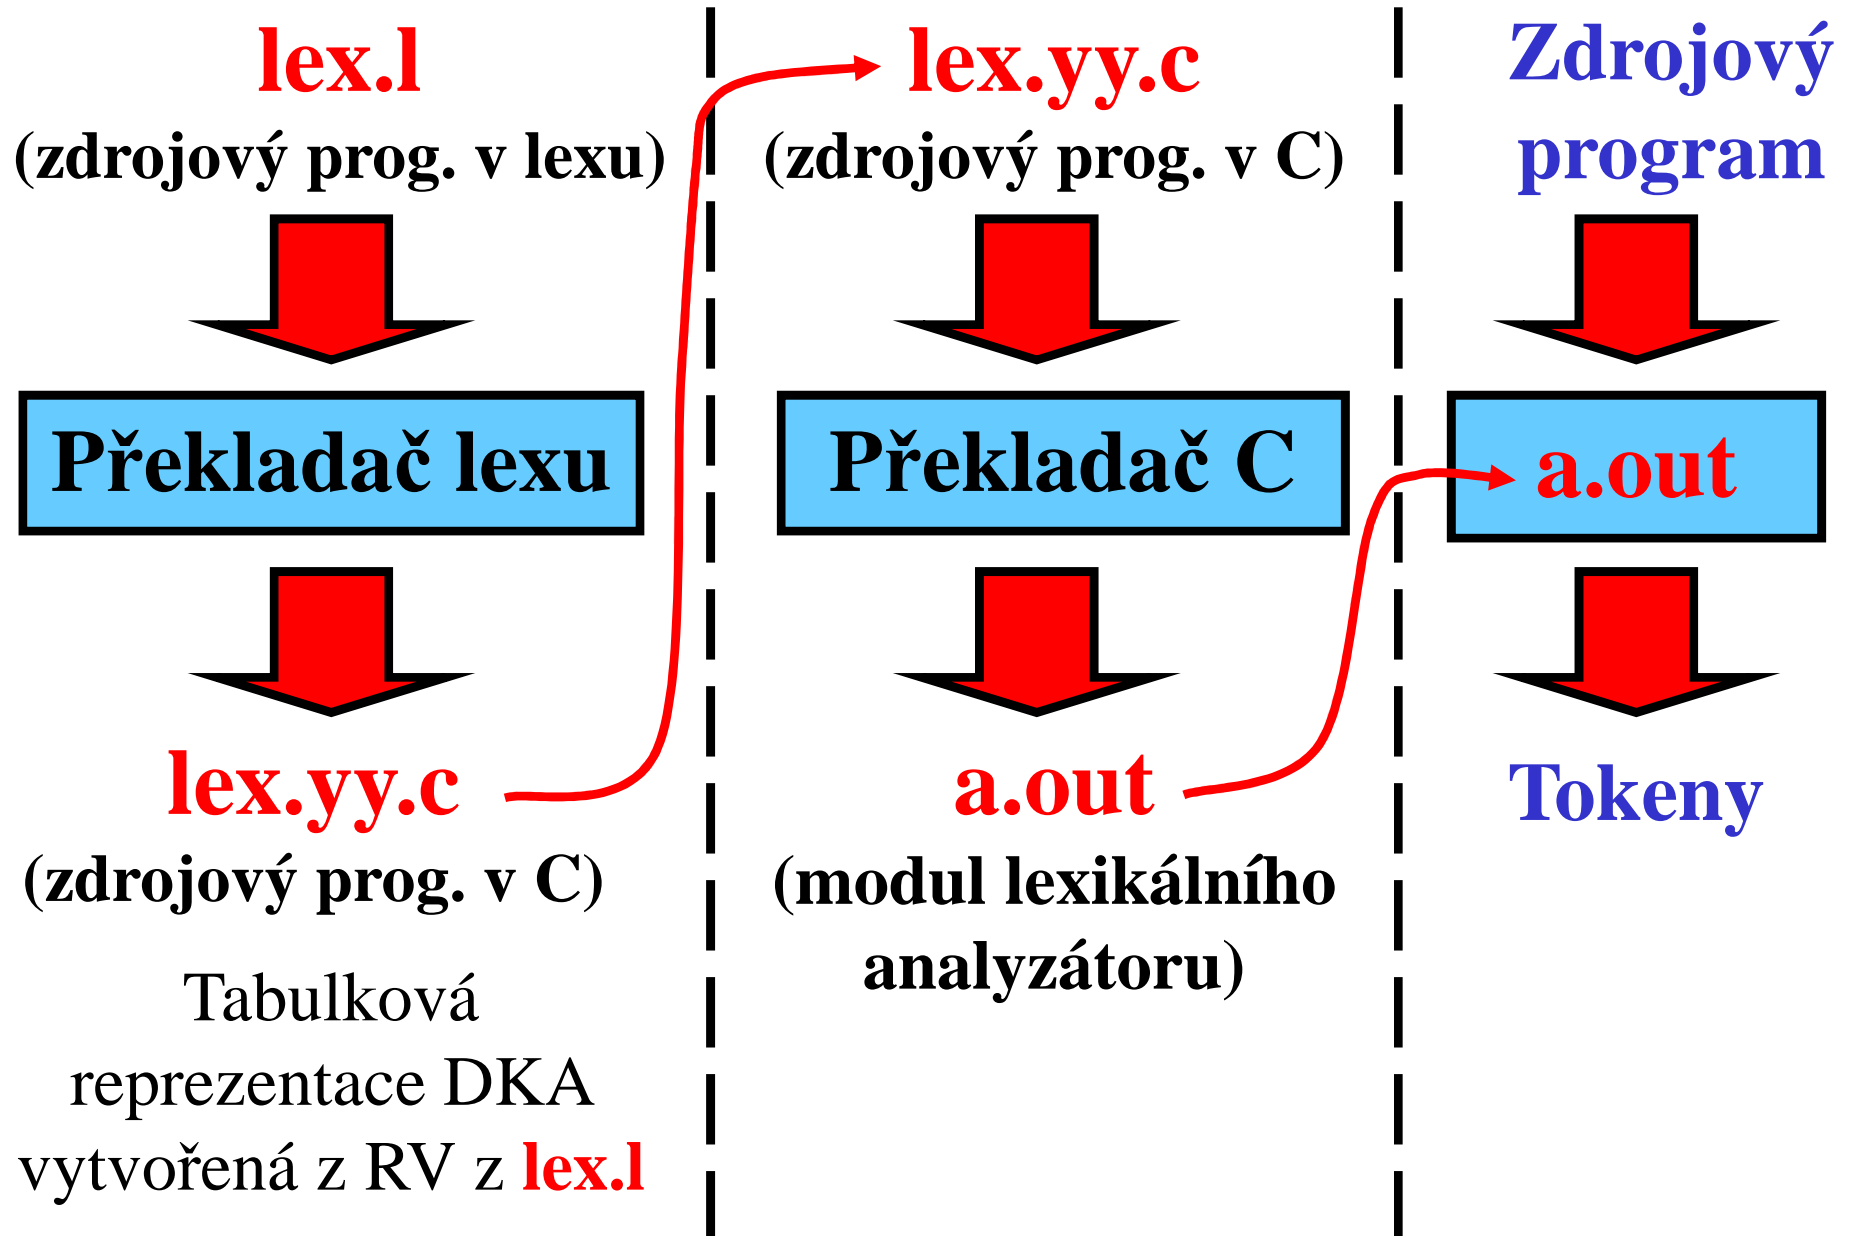 lex.l
(zdrojový prog. v lexu)
Překladač lexu
lex.yy.c
(zdrojový prog. v C)
Tabulková
reprezentace DKA
vytvořená z RV z lex.l
lex.yy.c
(zdrojový prog. v C)
Překladač C
a.out
(modul lexikálního
analyzátoru)
Zdrojový
program
a.out
Tokeny